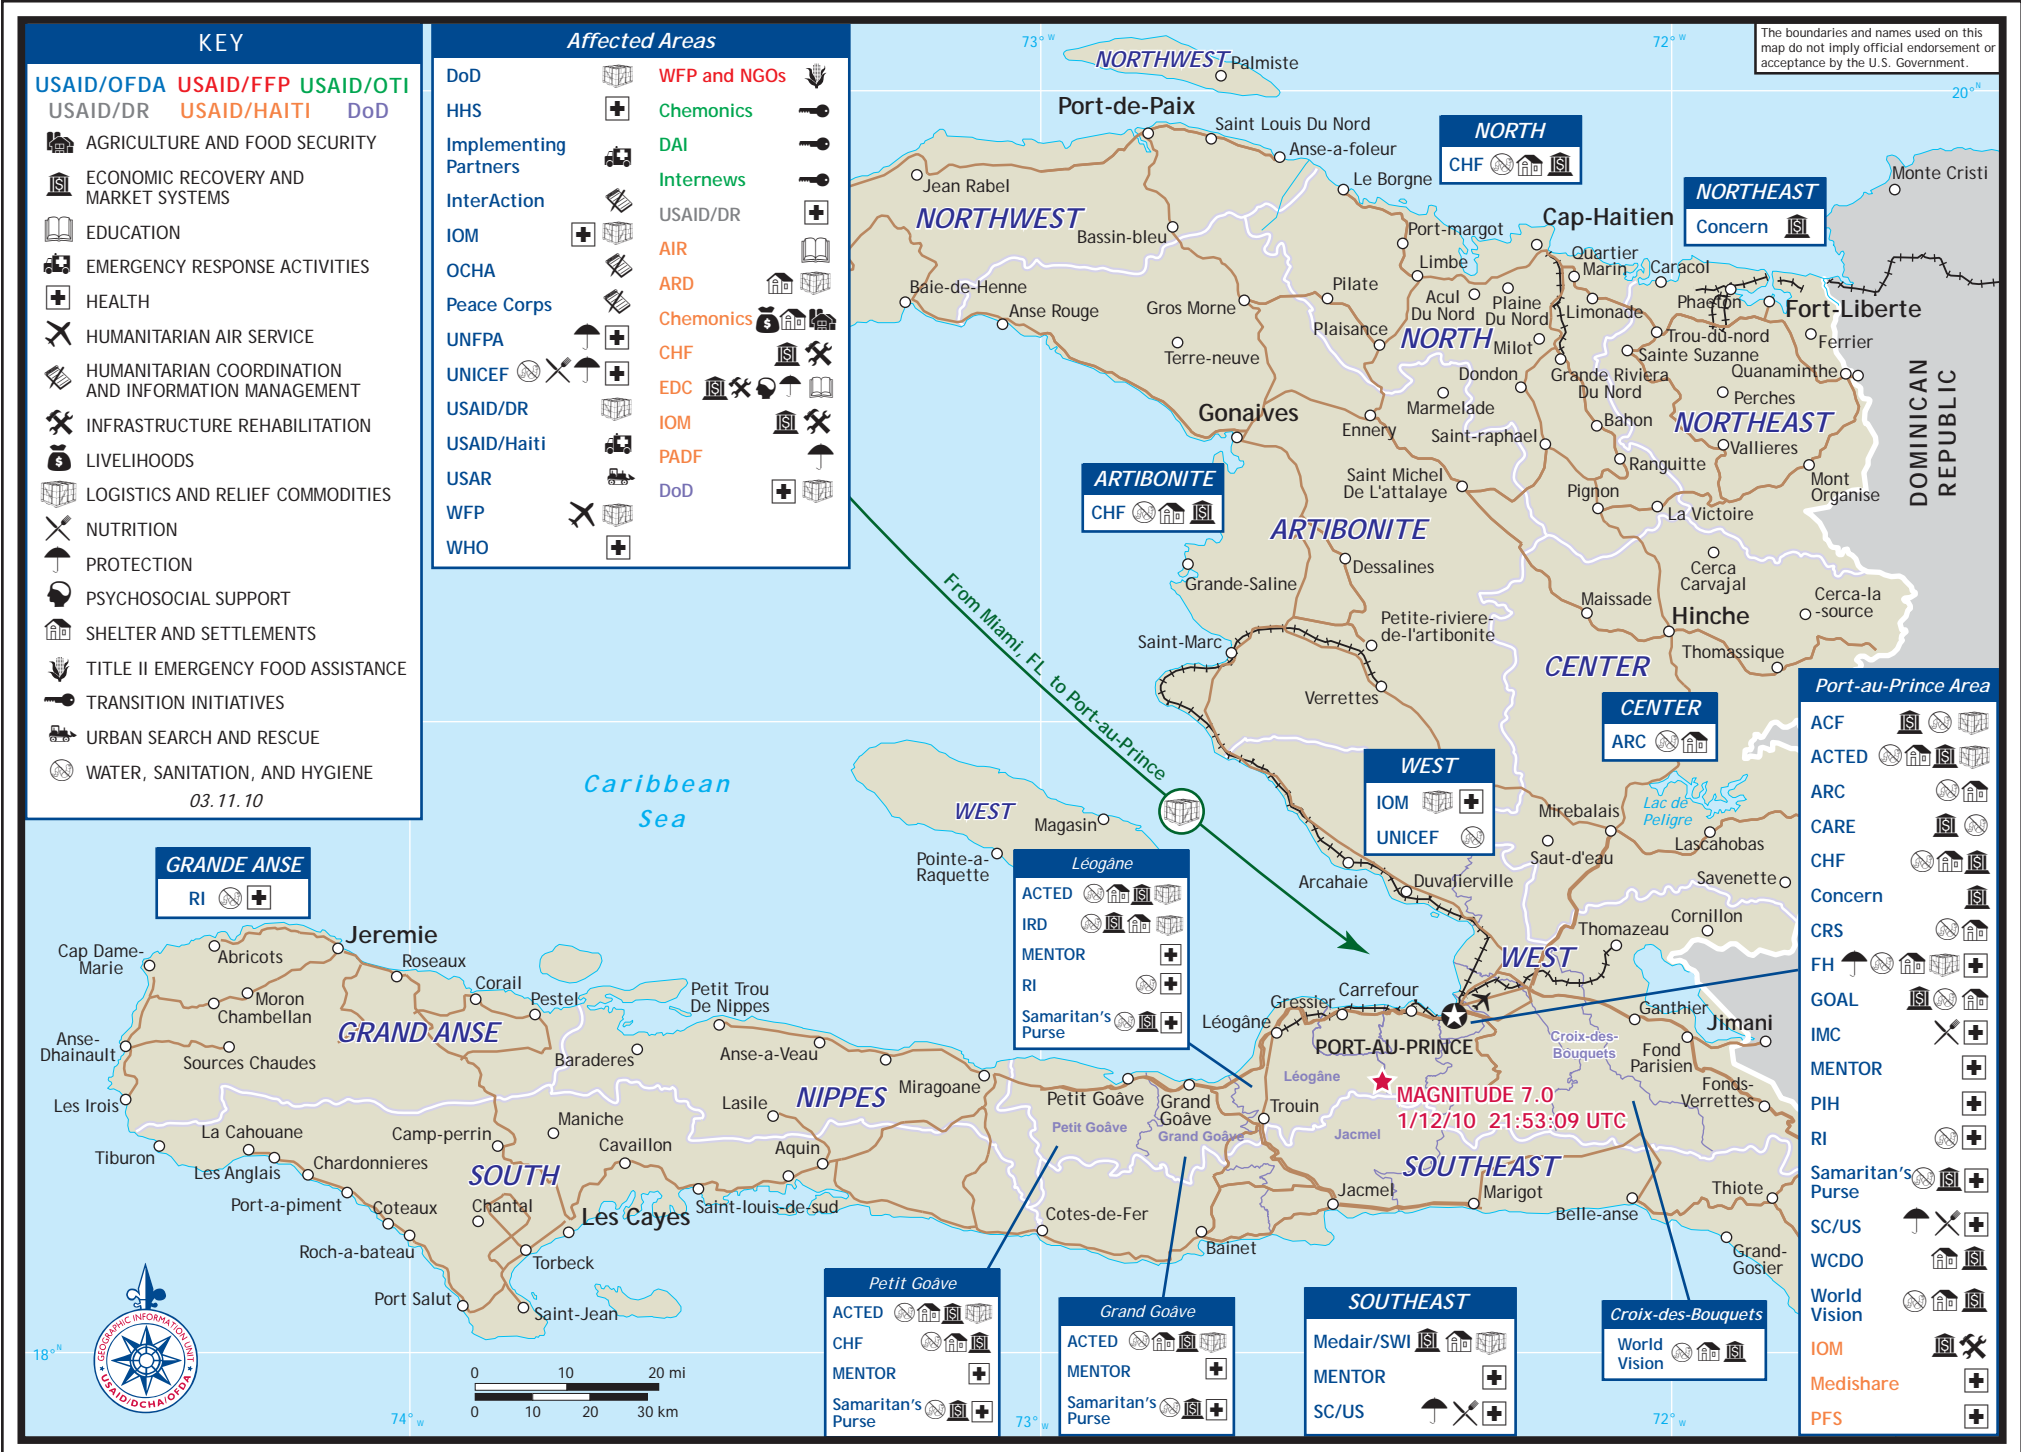 KEY
USAID/OFDA USAID/FFP USAID/OTI
USAID/DR USAID/HAITI DoD
AGRICULTURE AND FOOD SECURITY
ECONOMIC RECOVERY AND
MARKET SYSTEMS
EDUCATION
EMERGENCY RESPONSE ACTIVITIES
HEALTH
HUMANITARIAN AIR SERVICE
HUMANITARIAN COORDINATION
AND INFORMATION MANAGEMENT
INFRASTRUCTURE REHABILITATION
LIVELIHOODS
LOGISTICS AND RELIEF COMMODITIES
NUTRITION
PROTECTION
PSYCHOSOCIAL SUPPORT
SHELTER AND SETTLEMENTS
TITLE II EMERGENCY FOOD ASSISTANCE
TRANSITION INITIATIVES
URBAN SEARCH AND RESCUE
WATER, SANITATION, AND HYGIENE
03.11.10
Affected Areas
DoD
HHS
Implementing
Partners
InterAction
IOM
OCHA
Peace Corps
UNFPA
UNICEF
USAID/DR
USAID/Haiti
USAR
WFP
WHO
WFP and NGOs
Chemonics
DAI
Internews
USAID/DR
AIR
ARD
Chemonics
CHF
EDC
IOM
PADF
DoD
The boundaries and names used on this
map do not imply official endorsement or
acceptance by the U.S. Government.
73° W
72° W
20° N
NORTHWEST
Palmiste
Port-de-Paix
Saint Louis Du Nord
Anse-a-foleur
Jean Rabel
Le Borgne
NORTH
CHF
NORTHEAST
Concern
Monte Cristi
NORTHWEST
Bassin-bleu
Port-margot
Cap-Haitien
Quartier
Marin
Limbe
Caracol
Baie-de-Henne
Anse Rouge
Gros Morne
Pilate
Acul
Du Nord
Plaine
Du Nord
Limonade
Phaeton
Fort-Liberte
Plaisance
NORTH
Milot
Trou-du-nord
Ferrier
Terre-neuve
Sainte Suzanne
Dondon
Grande Riviera
Du Nord
Quanaminthe
Perches
Marmelade
Gonaives
Ennery
Saint-raphael
Bahon
NORTHEAST
Vallieres
Ranguitte
Mont
Organise
DOMINICAN
REPUBLIC
ARTIBONITE
CHF
Saint Michel
De L'attalaye
Pignon
La Victoire
ARTIBONITE
Dessalines
Grande-Saline
Cerca
Carvajal
Maissade
Hinche
Cerca-la
-source
Petite-riviere-
de-l'artibonite
Saint-Marc
Thomassique
CENTER
Verrettes
From Miami, FL to Port-au-Prince
CENTER
ARC
WEST
IOM
UNICEF
Mirebalais
Lac de
Peligre
Lascahobas
Saut-d'eau
Savenette
Cornillon
Caribbean
Sea
WEST
Magasin
Pointe-a-
Raquette
Arcahaie
Duvalierville
Thomazeau
WEST
Port-au-Prince Area
ACF
ACTED
ARC
CARE
CHF
Concern
CRS
FH
GOAL
IMC
MENTOR
PIH
RI
Samaritan's
Purse
SC/US
WCDO
World
Vision
IOM
Medishare
PFS
Léogâne
ACTED
IRD
MENTOR
RI
Samaritan's
Purse
GRANDE ANSE
RI
Cap Dame-
Marie
Abricots
Jeremie
Roseaux
Corail
Pestel
Petit Trou
De Nippes
Moron
Chambellan
Anse-
Dhainault
GRAND ANSE
Sources Chaudes
Baraderes
Anse-a-Veau
Les Irois
NIPPES
Miragoane
Lasile
Maniche
La Cahouane
Camp-perrin
Cavaillon
Aquin
Tiburon
Les Anglais
Chardonnieres
SOUTH
Port-a-piment
Coteaux
Chantal
Les Cayes
Saint-louis-de-sud
Roch-a-bateau
Torbeck
Port Salut
Saint-Jean
Gressier
Carrefour
Léogâne
PORT-AU-PRINCE
Croix-des-
Bouquets
Ganthier
Jimani
Fond
Parisien
Fonds-
Verrettes
Léogâne
MAGNITUDE 7.0
1/12/10 21:53:09 UTC
Petit Goâve
Grand
Goâve
Trouin
Petit Goâve
Grand Goâve
Jacmel
SOUTHEAST
Cotes-de-Fer
Bainet
Jacmel
Marigot
Belle-anse
Thiote
Grand-
Gosier
Petit Goâve
ACTED
CHF
MENTOR
Samaritan's
Purse
Grand Goâve
ACTED
MENTOR
Samaritan's
Purse
SOUTHEAST
Medair/SWI
MENTOR
SC/US
Croix-des-Bouquets
World
Vision
18° N
GEOGRAPHIC INFORMATION UNIT
USAID/DCHA/OFDA
0 10 20 mi
0 10 20 30 km
74° W
73° W
72° W